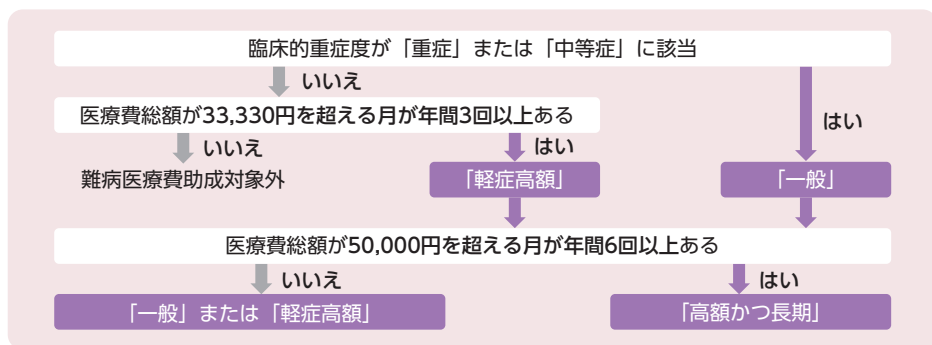 臨床的重症度が「重症」または「中等症」に該当
いいえ
医療費総額が33,330円を超える月が年間3回以上ある
はい
いいえ
はい
難病医療費助成対象外
「軽症高額」
「一般」
医療費総額が50,000円を超える月が年間6回以上ある
いいえ
はい
「一般」または「軽症高額」
「高額かつ長期」